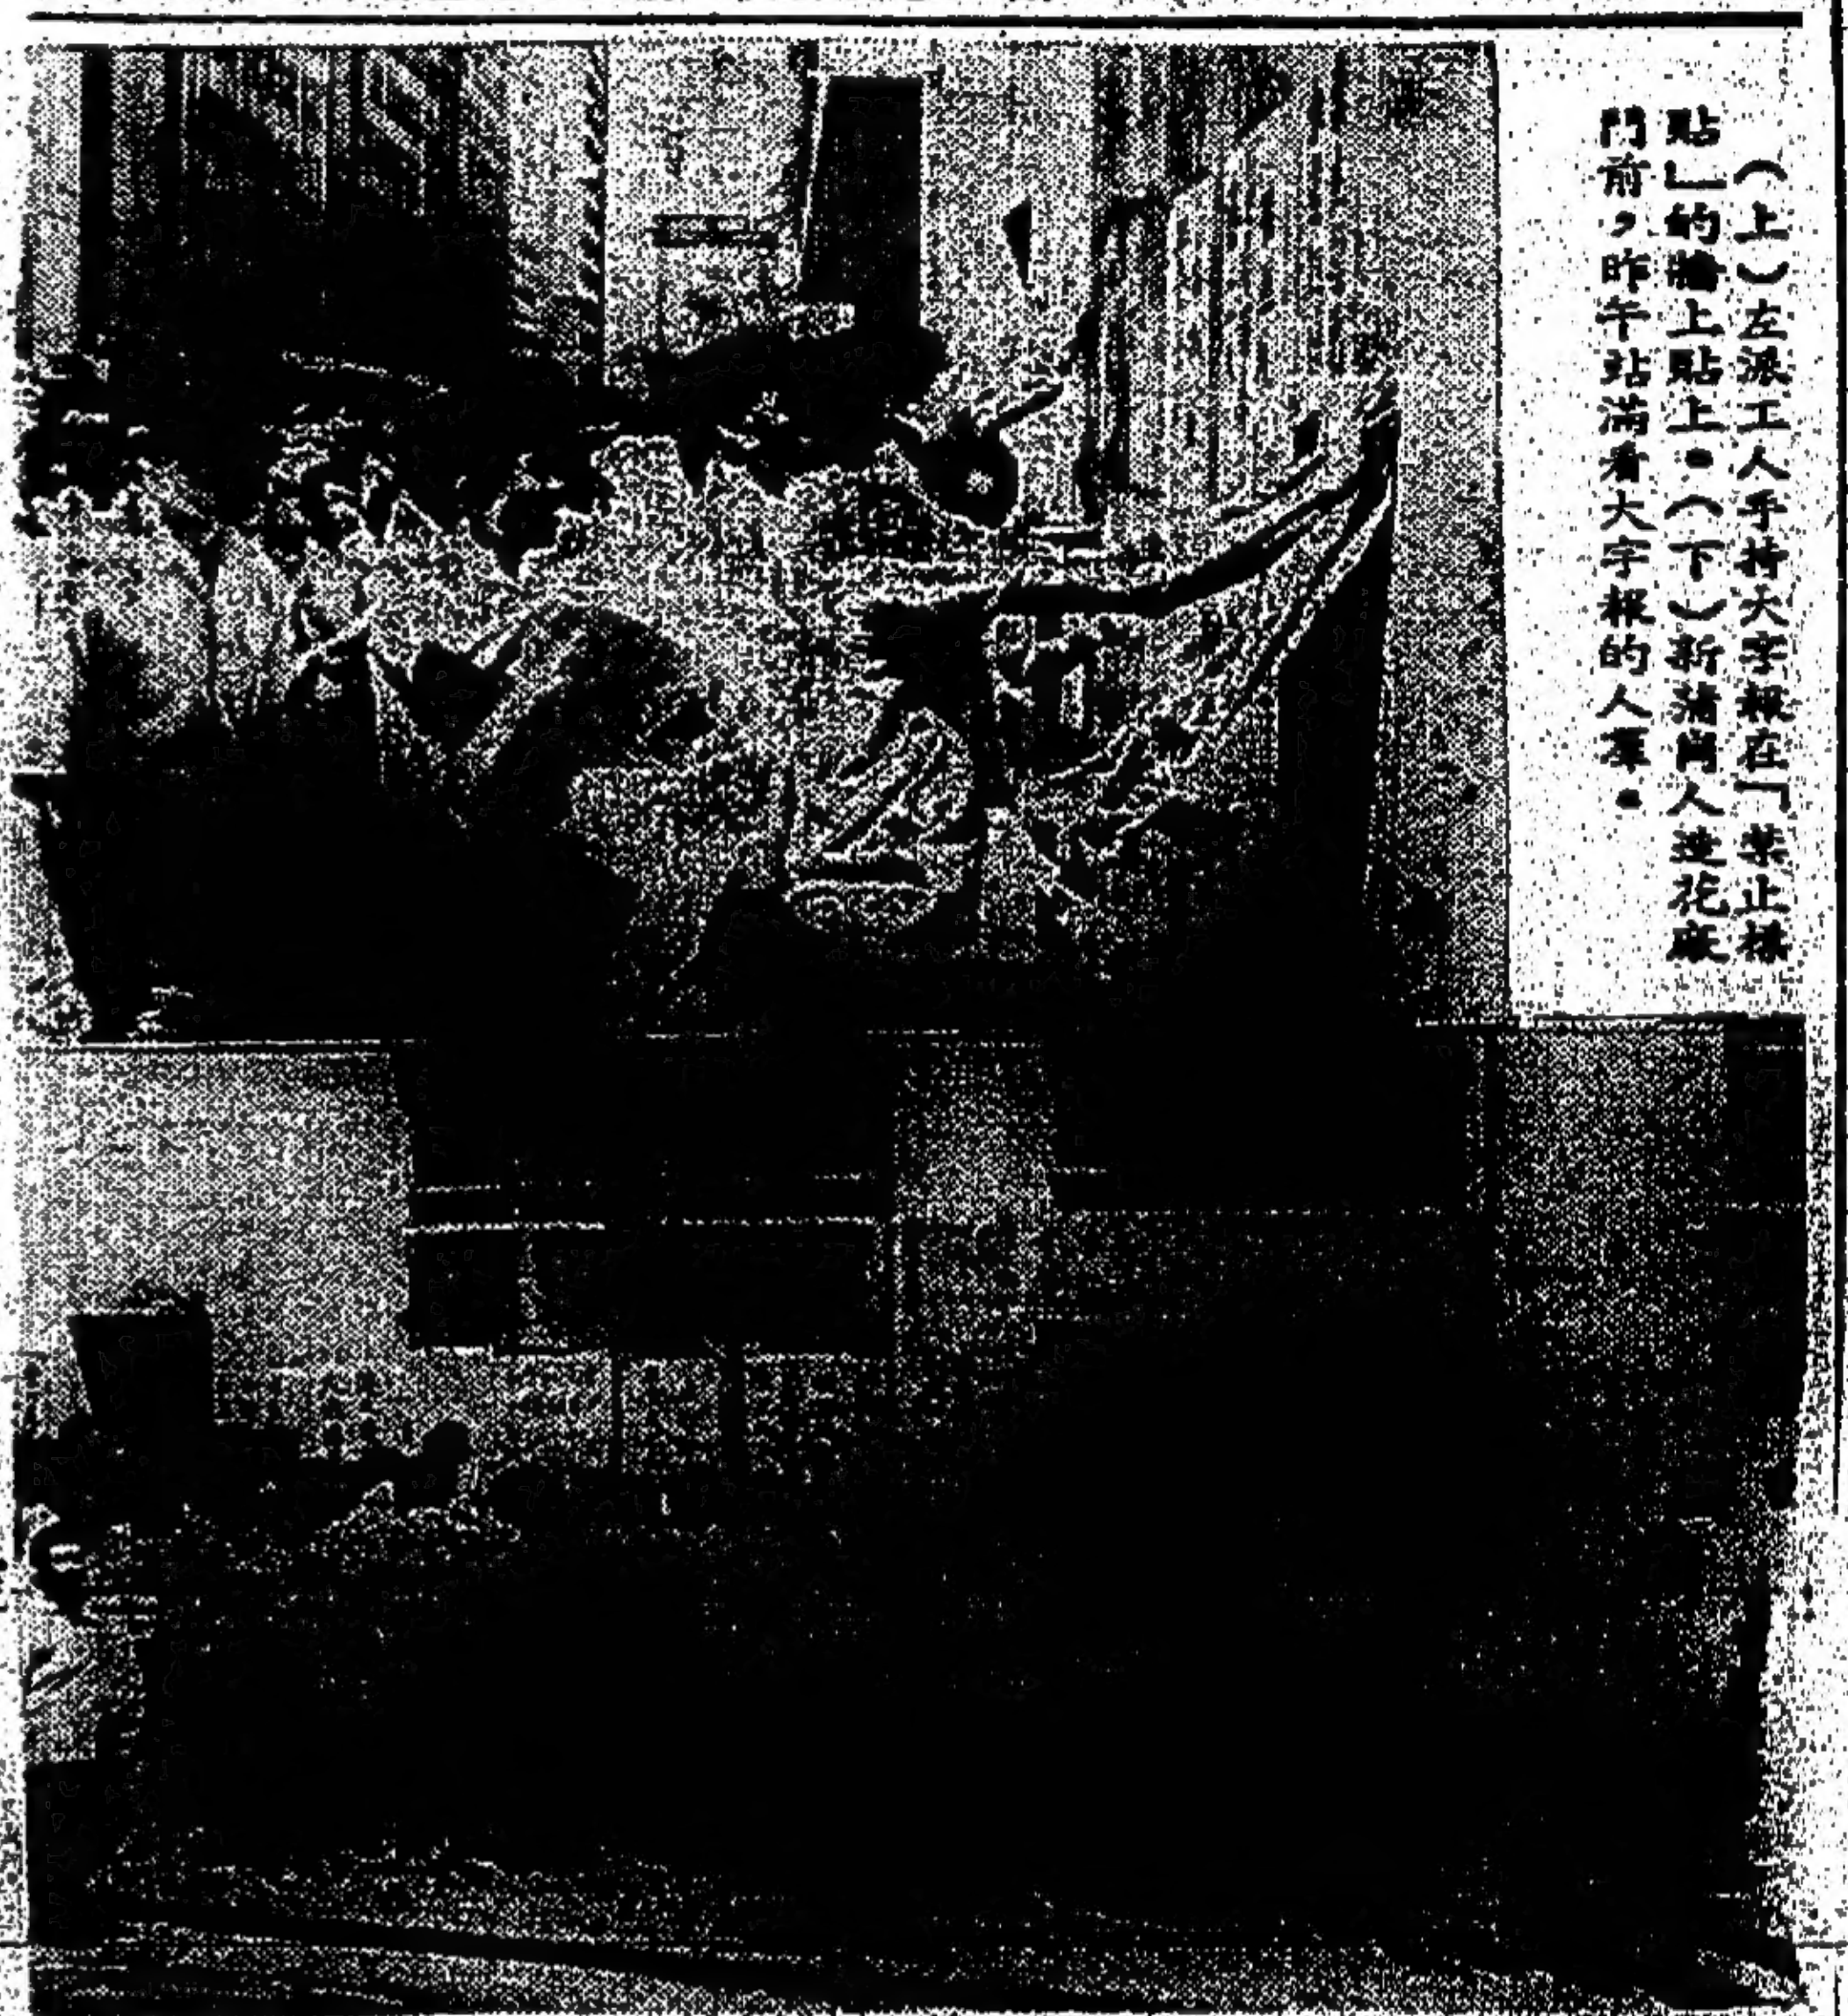 （上）左派工人手持大字報在「禁止標
貼」的牆上貼上。（下）新蒲崗人造花廠
門前，昨午站滿看大字報的人羣。